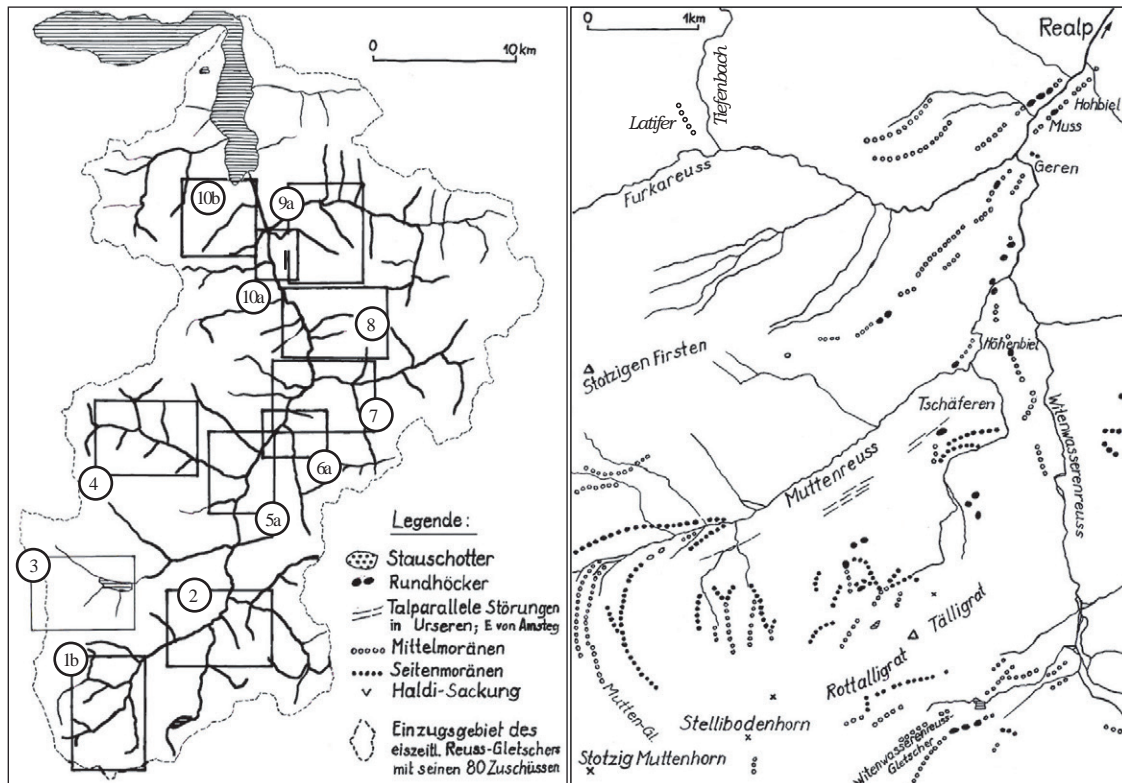 0 10 km
10b
9a
10a
8
7
4
6a
5a
3
2
1b
Legende:
Stauschotter
Rundhöcker
Talparallele Störungen
in Urseren; E von Amsteg
Mittelmoränen
Seitenmoränen
Haldi-Sackung
Einzugsgebiet des
eiszeitl. Reuss-Gletschers
mit seinen 80 Zuschüssen
0 1km
Realp
Tiefenbach
Latifer
Hohbiel
Muss
Geren
Furkareuss
Stotzigen Firsten
Höhenbiel
Tschäferen
Witenwasserenreuss
Muttenreuss
Tälligrat
Rottalligrat
Mutten-Gl.
Stellibodenhorn
Witenwasserenreuss-
Gletscher
Stotzig Muttenhorn